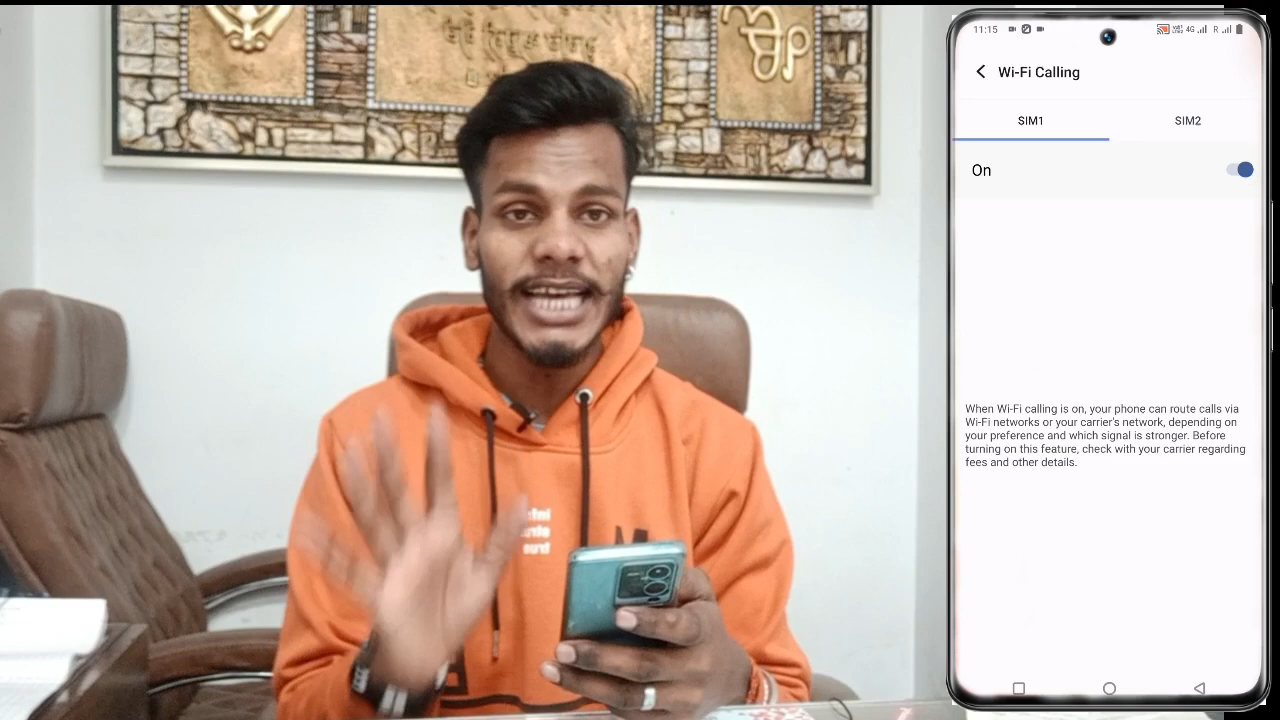 ੴ
11:15
4G
R
Wi-Fi Calling
SIM1
SIM2
On
When Wi-Fi calling is on, your phone can route calls via
Wi-Fi networks or your carrier's network, depending on
your preference and which signal is stronger. Before
turning on this feature, check with your carrier regarding
fees and other details.